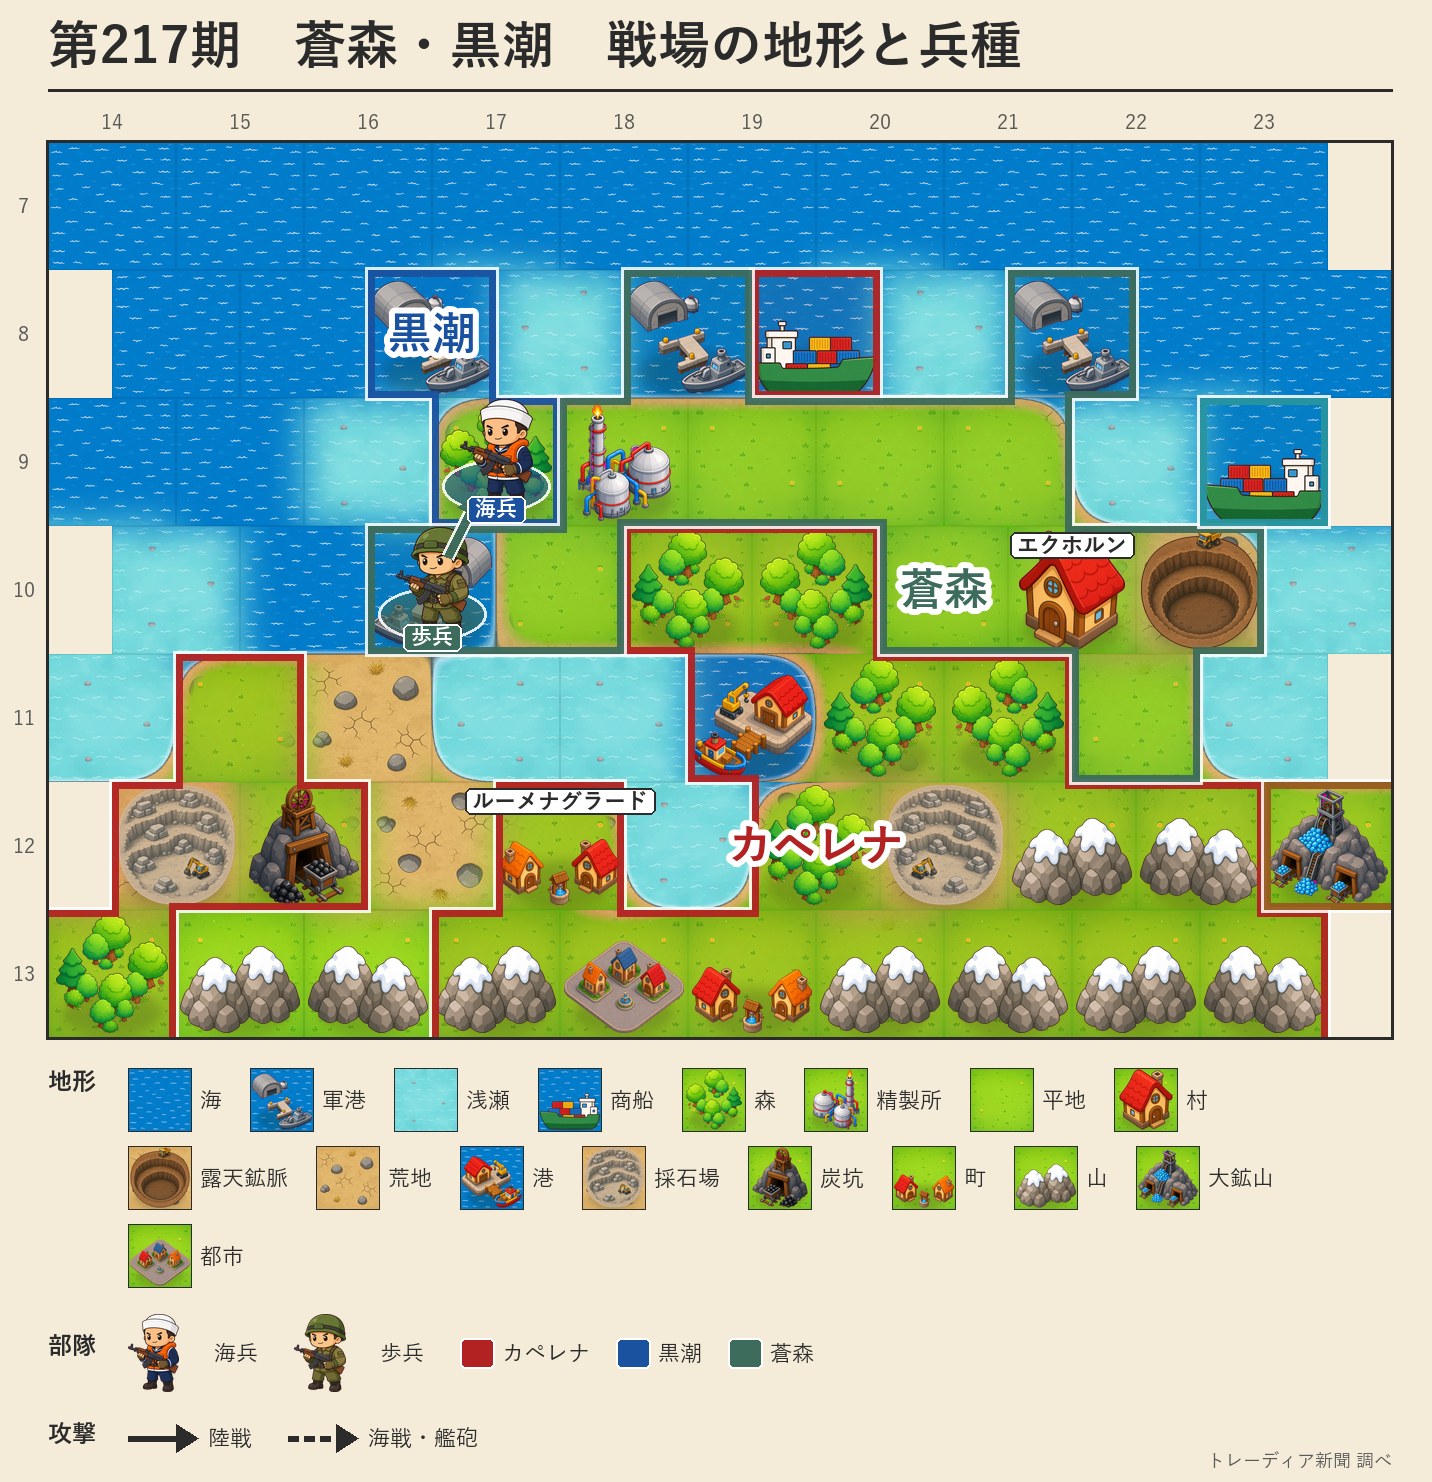 第217期　蒼森・黒潮　戦場の地形と兵種
14 15 16 17 18 19 20 21 22 23
7
8
黒潮
9
海兵
10
エクホルン
蒼森
歩兵
11
12
ルーメナグラード
カペレナ
13
地形 海 軍港 浅瀬 商船 森 精製所 平地 村
露天鉱脈 荒地 港 採石場 炭坑 町 山 大鉱山
都市
部隊 海兵 歩兵 カペレナ 黒潮 蒼森
攻撃 陸戦 海戦・艦砲
トレーディア新聞 調べ